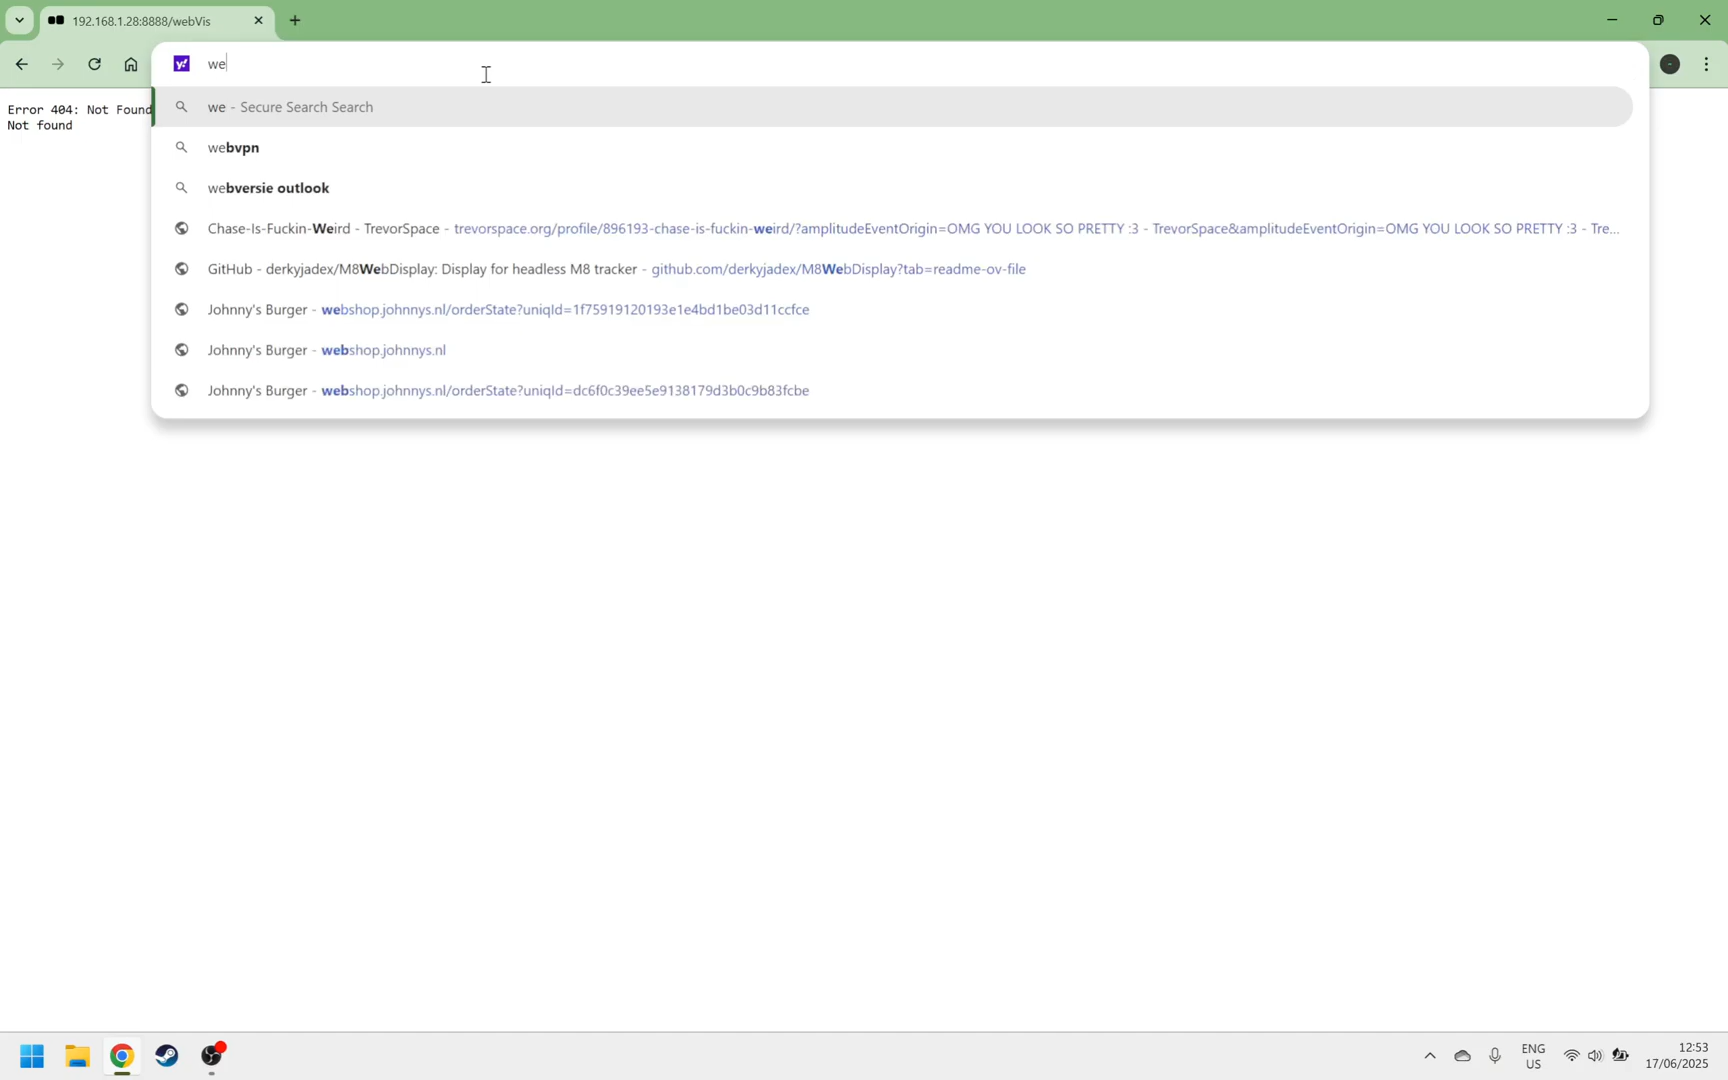 192.168.1.28:8888/webVis
we
Error 404: Not Found
Not found
we - Secure Search Search
webvpn
webversie outlook
Chase-Is-Fuckin-Weird - TrevorSpace - trevorspace.org/profile/896193-chase-is-fuckin-weird/?amplitudeEventOrigin=OMG YOU LOOK SO PRETTY :3 - TrevorSpace&amplitudeEventOrigin=OMG YOU LOOK SO PRETTY :3 - Tre...
GitHub - derkyjadex/M8WebDisplay: Display for headless M8 tracker - github.com/derkyjadex/M8WebDisplay?tab=readme-ov-file
Johnny's Burger - webshop.johnnys.nl/orderState?uniqId=1f75919120193e1e4bd1be03d11ccfce
Johnny's Burger - webshop.johnnys.nl
Johnny's Burger - webshop.johnnys.nl/orderState?uniqId=dc6f0c39ee5e9138179d3b0c9b83fcbe
ENG
US
12:53
17/06/2025